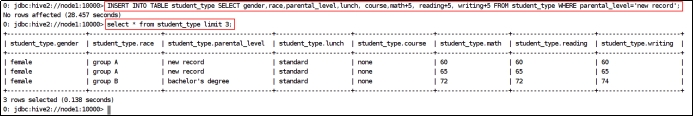 0: jdbc:hive2://node1:10000> INSERT INTO TABLE student_type SELECT gender,race,parental_level,lunch, course,math+5, reading+5, writing+5 FROM student_type WHERE parental_level='new record';
No rows affected (28.457 seconds)
0: jdbc:hive2://node1:10000> select * from student_type limit 3;
| student_type.gender | student_type.race | student_type.parental_level | student_type.lunch | student_type.course | student_type.math | student_type.reading | student_type.writing |
| female | group A | new record | standard | none | 60 | 60 | 60 |
| female | group A | new record | standard | none | 65 | 65 | 65 |
| female | group B | bachelor's degree | standard | none | 72 | 72 | 74 |
3 rows selected (0.138 seconds)
0: jdbc:hive2://node1:10000>